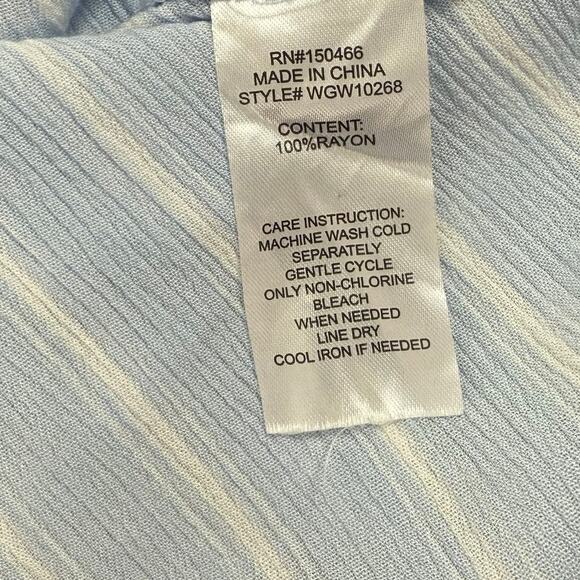 RN#150466
MADE IN CHINA
STYLE# WGW10268
CONTENT:
100%RAYON
CARE INSTRUCTION:
MACHINE WASH COLD
SEPARATELY
GENTLE CYCLE
ONLY NON-CHLORINE
BLEACH
WHEN NEEDED
LINE DRY
COOL IRON IF NEEDED